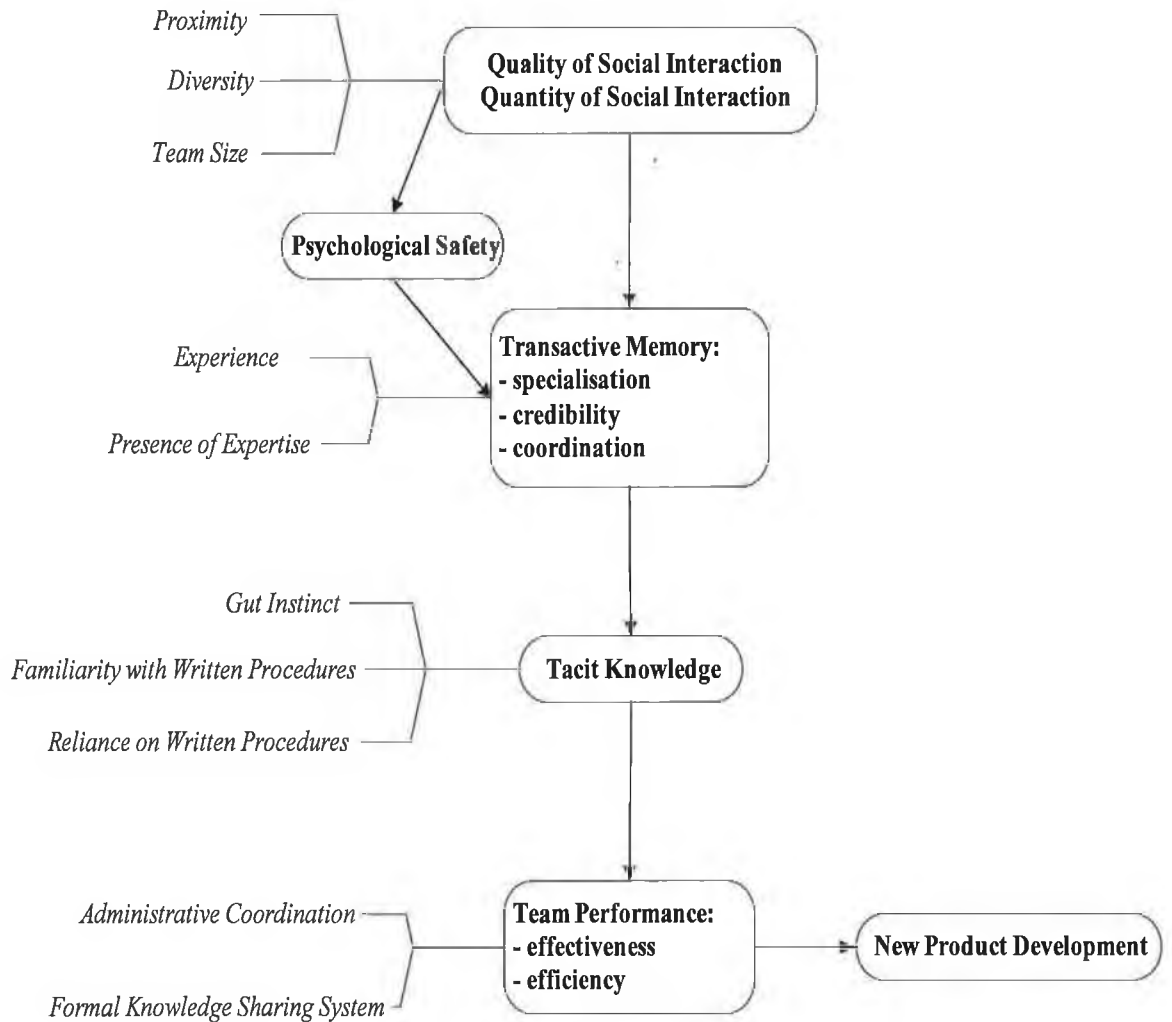 Proximity
Quality of Social Interaction
Quantity of Social Interaction
Diversity
Team Size
Psychological Safety
Transactive Memory:
- specialisation
- credibility
- coordination
Experience
Presence of Expertise
Gut Instinct
Familiarity with Written Procedures
Tacit Knowledge
Reliance on Written Procedures
Administrative Coordination
Team Performance:
- effectiveness
- efficiency
New Product Development
Formal Knowledge Sharing System